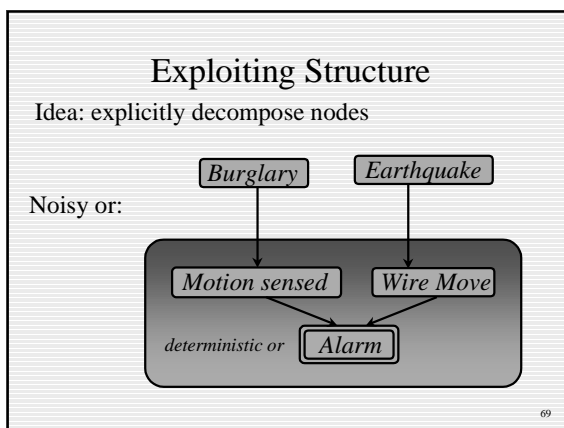 Exploiting Structure
Idea: explicitly decompose nodes
Burglary
Earthquake
Noisy or:
Motion sensed
Wire Move
deterministic or
Alarm
69